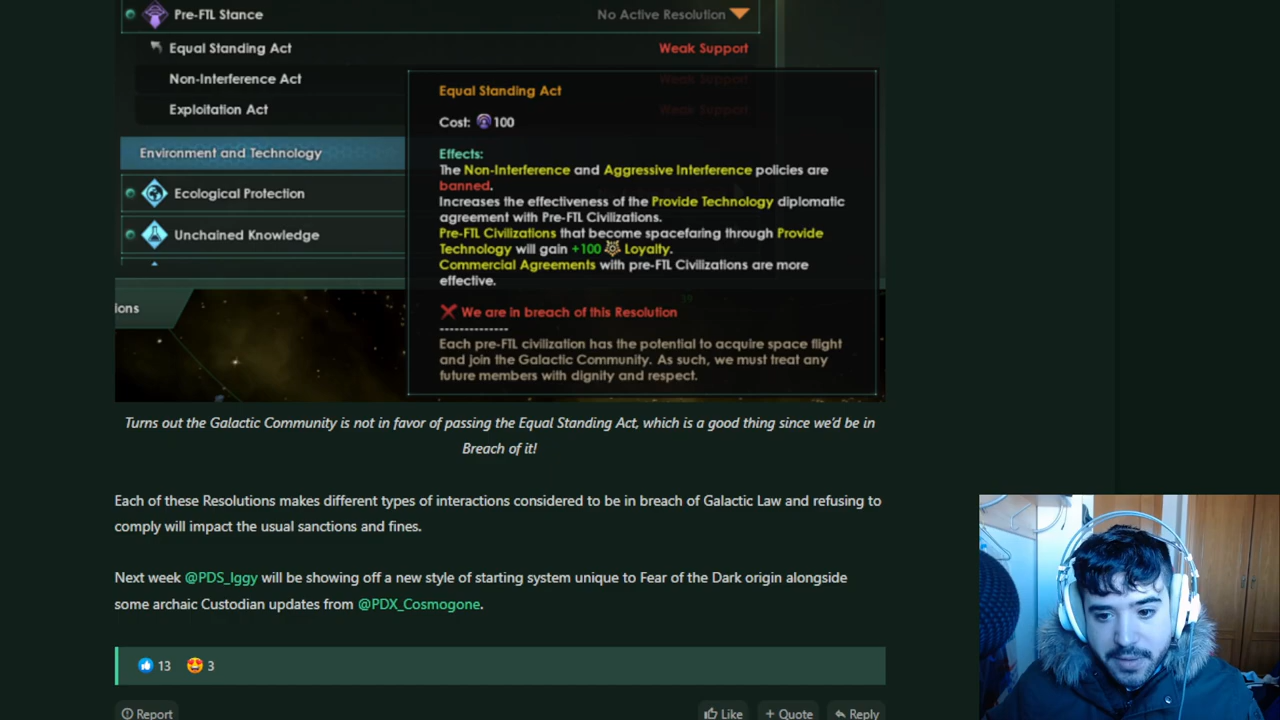 Pre-FTL Stance
No Active Resolution
Equal Standing Act
Weak Support
Non-Interference Act
Weak Support
Exploitation Act
Weak Support
Environment and Technology
Ecological Protection
Unchained Knowledge
ions
Equal Standing Act
Cost: 100
Effects:
The Non-Interference and Aggressive Interference policies are
banned.
Increases the effectiveness of the Provide Technology diplomatic
agreement with Pre-FTL Civilizations.
Pre-FTL Civilizations that become spacefaring through Provide
Technology will gain +100 Loyalty.
Commercial Agreements with pre-FTL Civilizations are more
effective.
We are in breach of this Resolution
--------------
Each pre-FTL civilization has the potential to acquire space flight
and join the Galactic Community. As such, we must treat any
future members with dignity and respect.
Turns out the Galactic Community is not in favor of passing the Equal Standing Act, which is a good thing since we'd be in
Breach of it!
Each of these Resolutions makes different types of interactions considered to be in breach of Galactic Law and refusing to
comply will impact the usual sanctions and fines.
Next week @PDS_Iggy will be showing off a new style of starting system unique to Fear of the Dark origin alongside
some archaic Custodian updates from @PDX_Cosmogone.
13 3
Report
Like
+ Quote
Reply